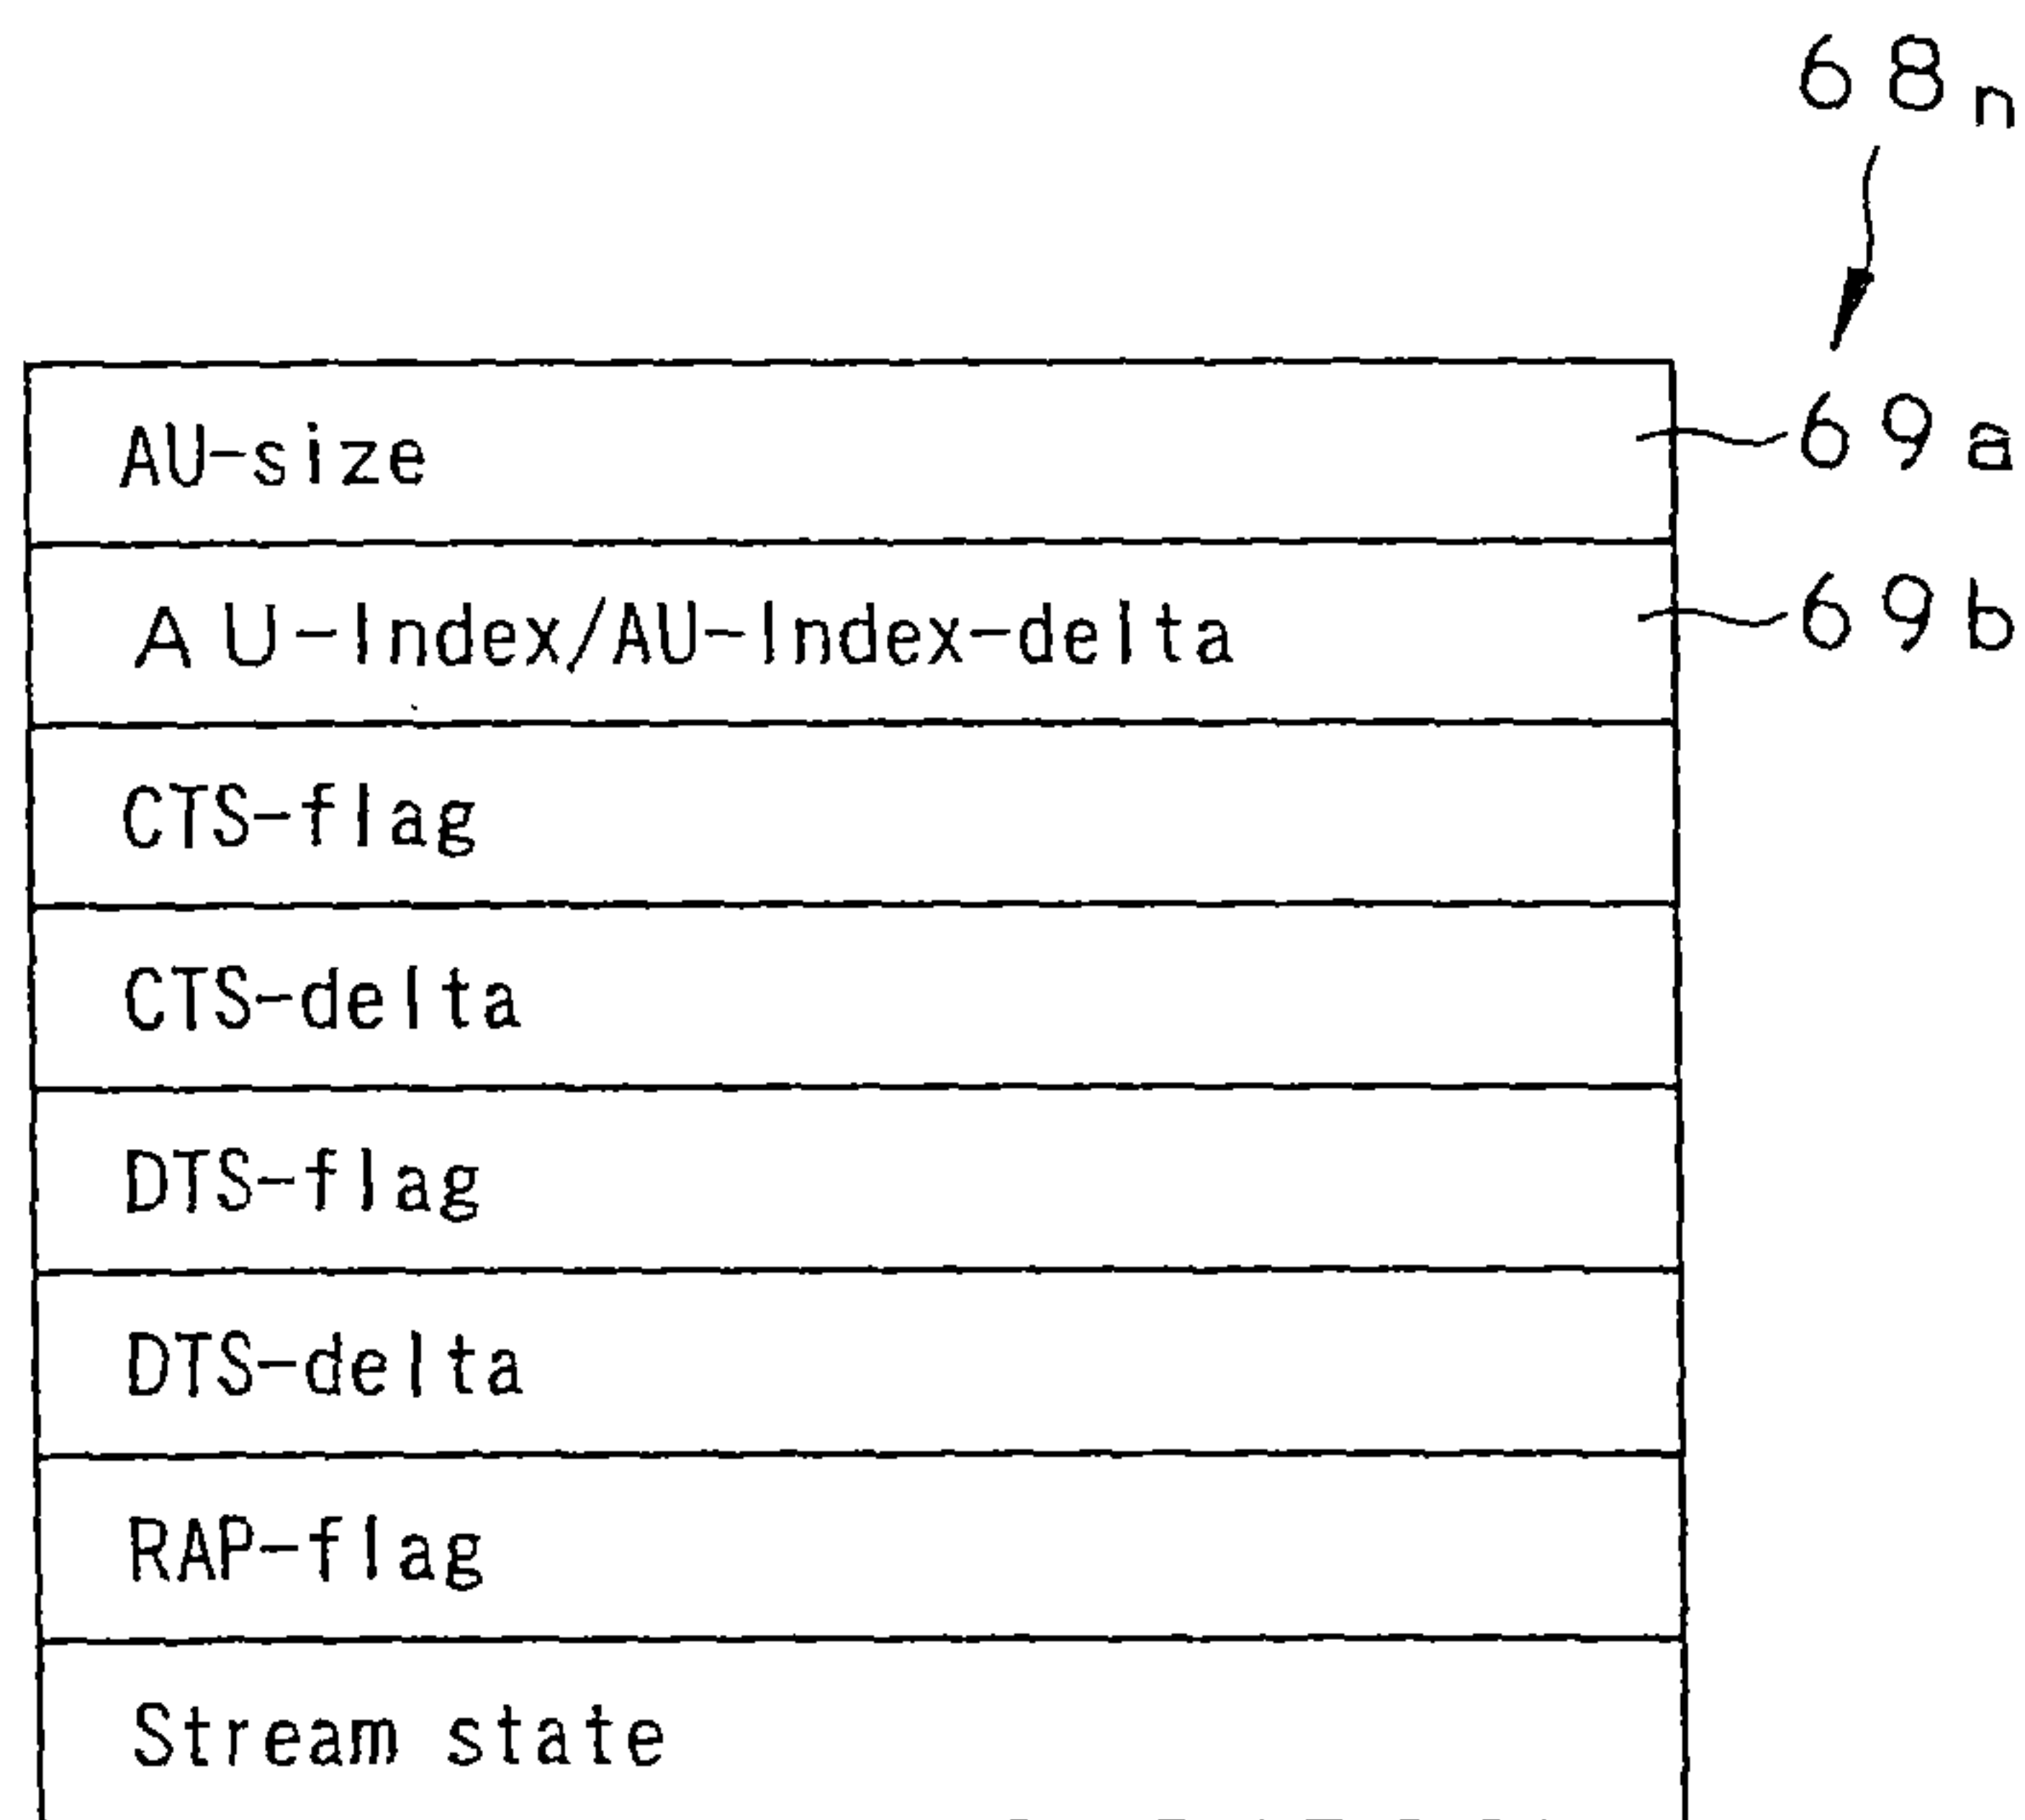 68n
AU-size 69a
AU-Index/AU-Index-delta 69b
CTS-flag
CTS-delta
DTS-flag
DTS-delta
RAP-flag
Stream state